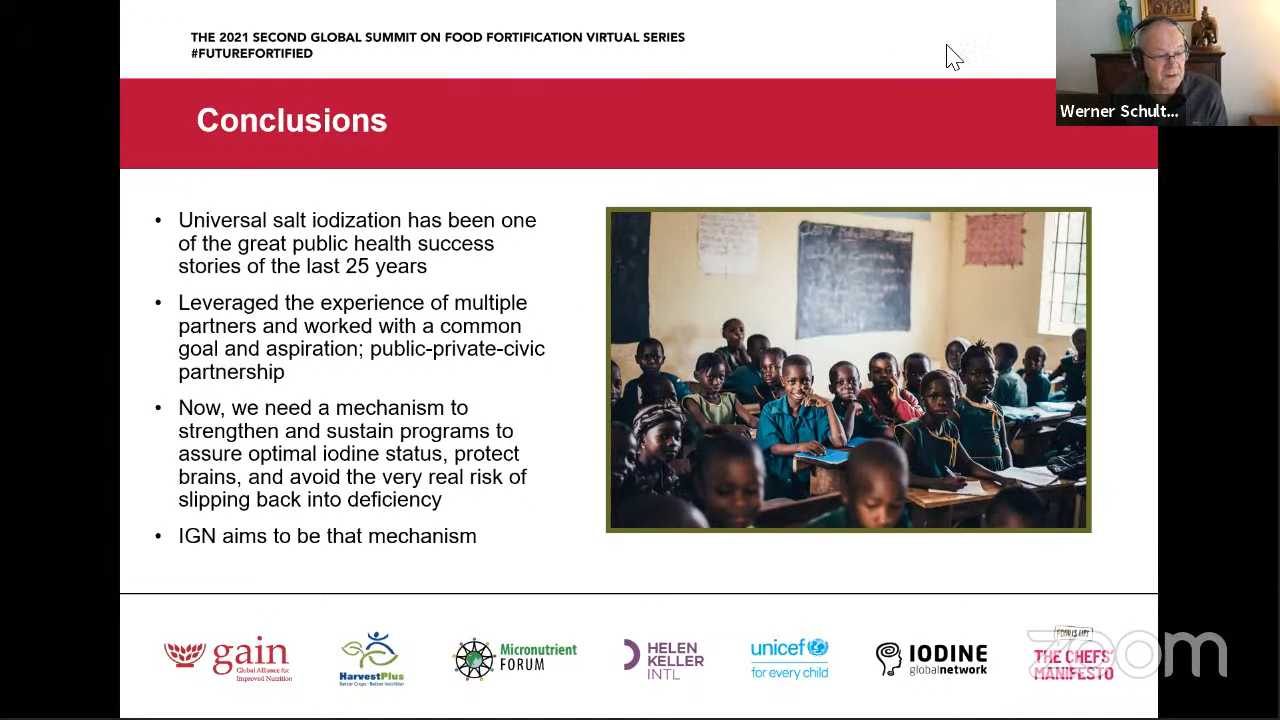 THE 2021 SECOND GLOBAL SUMMIT ON FOOD FORTIFICATION VIRTUAL SERIES
#FUTUREFORTIFIED
Werner Schult...
Conclusions
• Universal salt iodization has been one
of the great public health success
stories of the last 25 years
• Leveraged the experience of multiple
partners and worked with a common
goal and aspiration; public-private-civic
partnership
• Now, we need a mechanism to
strengthen and sustain programs to
assure optimal iodine status, protect
brains, and avoid the very real risk of
slipping back into deficiency
• IGN aims to be that mechanism
gain
Global Alliance for
Improved Nutrition
HarvestPlus
Better Crops • Better Nutrition
Micronutrient
FORUM
HELEN
KELLER
INTL
unicef
for every child
IODINE
globalnetwork
FOOD IS LIFE
THE CHEFS'
MANIFESTO
zoom